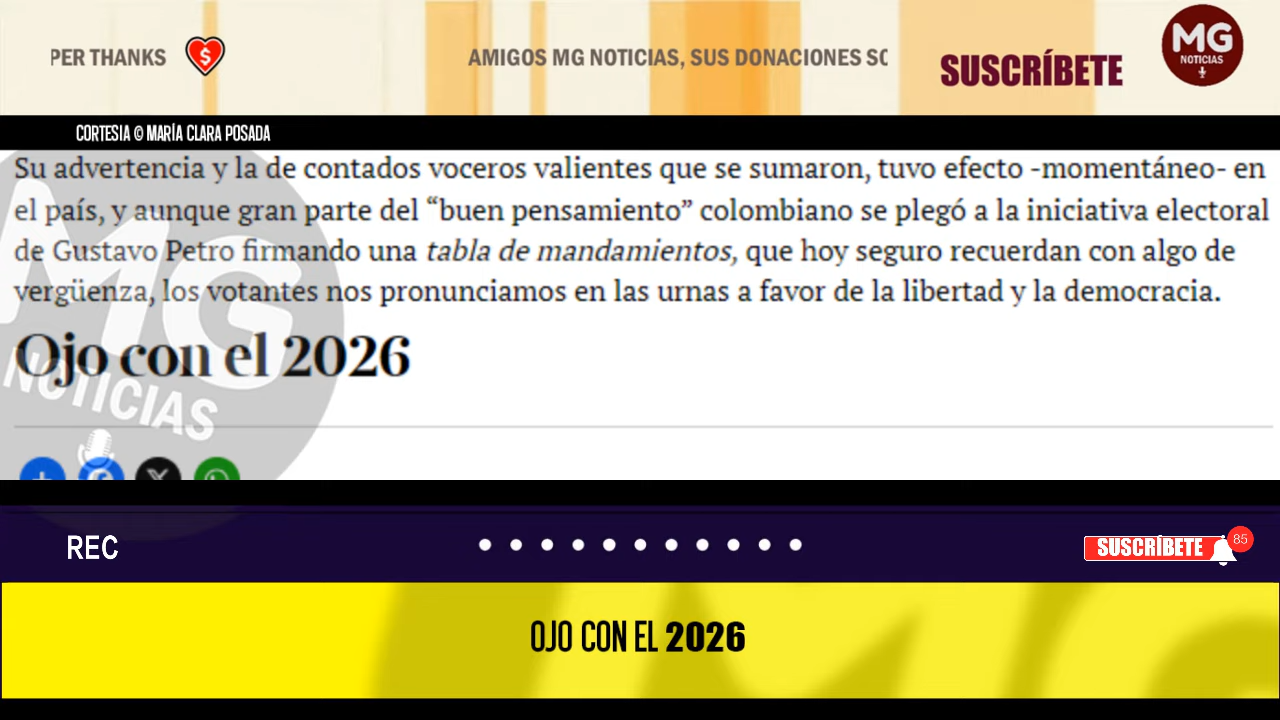 PER THANKS
AMIGOS MG NOTICIAS, SUS DONACIONES SO
SUSCRÍBETE
MG
NOTICIAS
CORTESIA © MARÍA CLARA POSADA
Su advertencia y la de contados voceros valientes que se sumaron, tuvo efecto -momentáneo- en
el país, y aunque gran parte del “buen pensamiento” colombiano se plegó a la iniciativa electoral
de Gustavo Petro firmando una tabla de mandamientos, que hoy seguro recuerdan con algo de
vergüenza, los votantes nos pronunciamos en las urnas a favor de la libertad y la democracia.
Ojo con el 2026
MG
NOTICIAS
REC
SUSCRÍBETE
85
OJO CON EL 2026